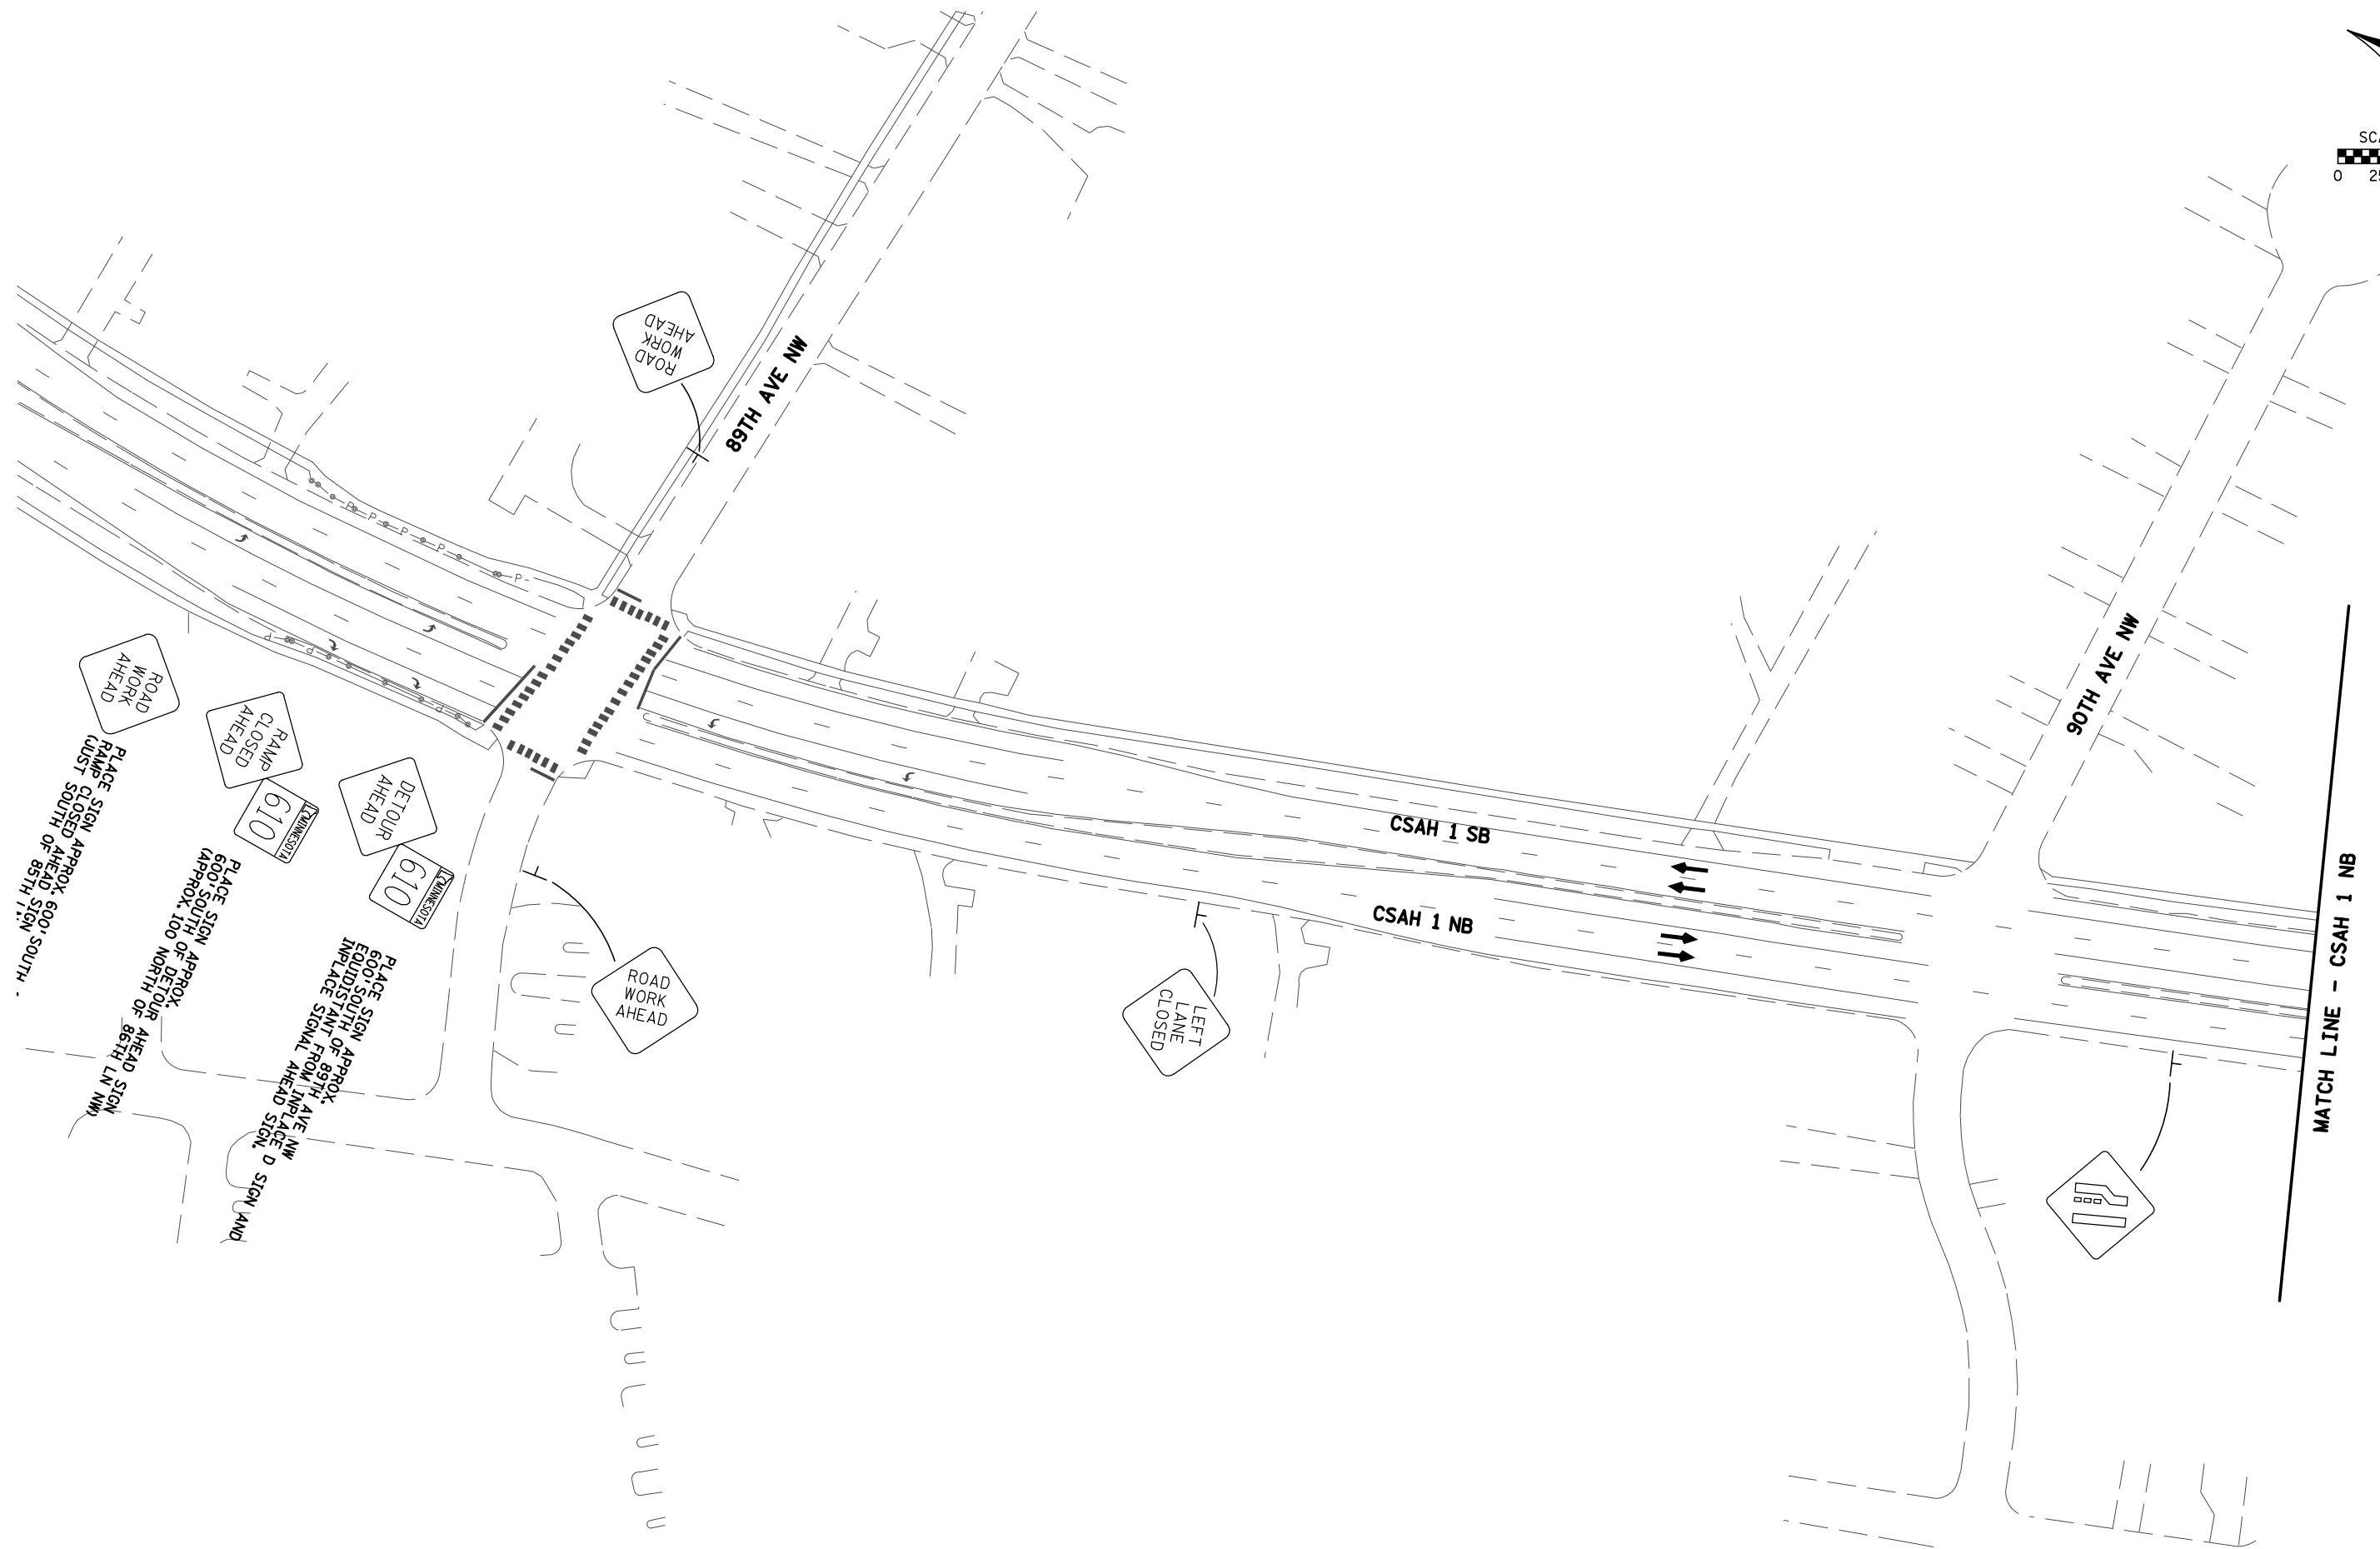 SC
0
89TH AVE NW
ROAD
WORK
AHEAD
P
P
P
P
P
P
P
P
90TH AVE NW
MATCH LINE - CSAH 1 NB
CSAH 1 SB
CSAH 1 NB
ROAD
WORK
AHEAD
RAMP
CLOSED
AHEAD
MINNESOTA
610
DETOUR
AHEAD
MINNESOTA
610
ROAD
WORK
AHEAD
LEFT
LANE
CLOSED
PLACE SIGN APPROX. 600' SOUTH
RAMP CLOSED AHEAD SIGN
(JUST SOUTH OF 85TH
PLACE SIGN APPROX.
600' SOUTH OF DETOUR AHEAD SIGN
(APPROX. 100 NORTH OF 86TH LN NW)
PLACE SIGN APPROX.
600' SOUTH OF 89TH AVE NW
EQUIDISTANT FROM INPLACE D SIGN AND
INPLACE SIGNAL AHEAD SIGN.